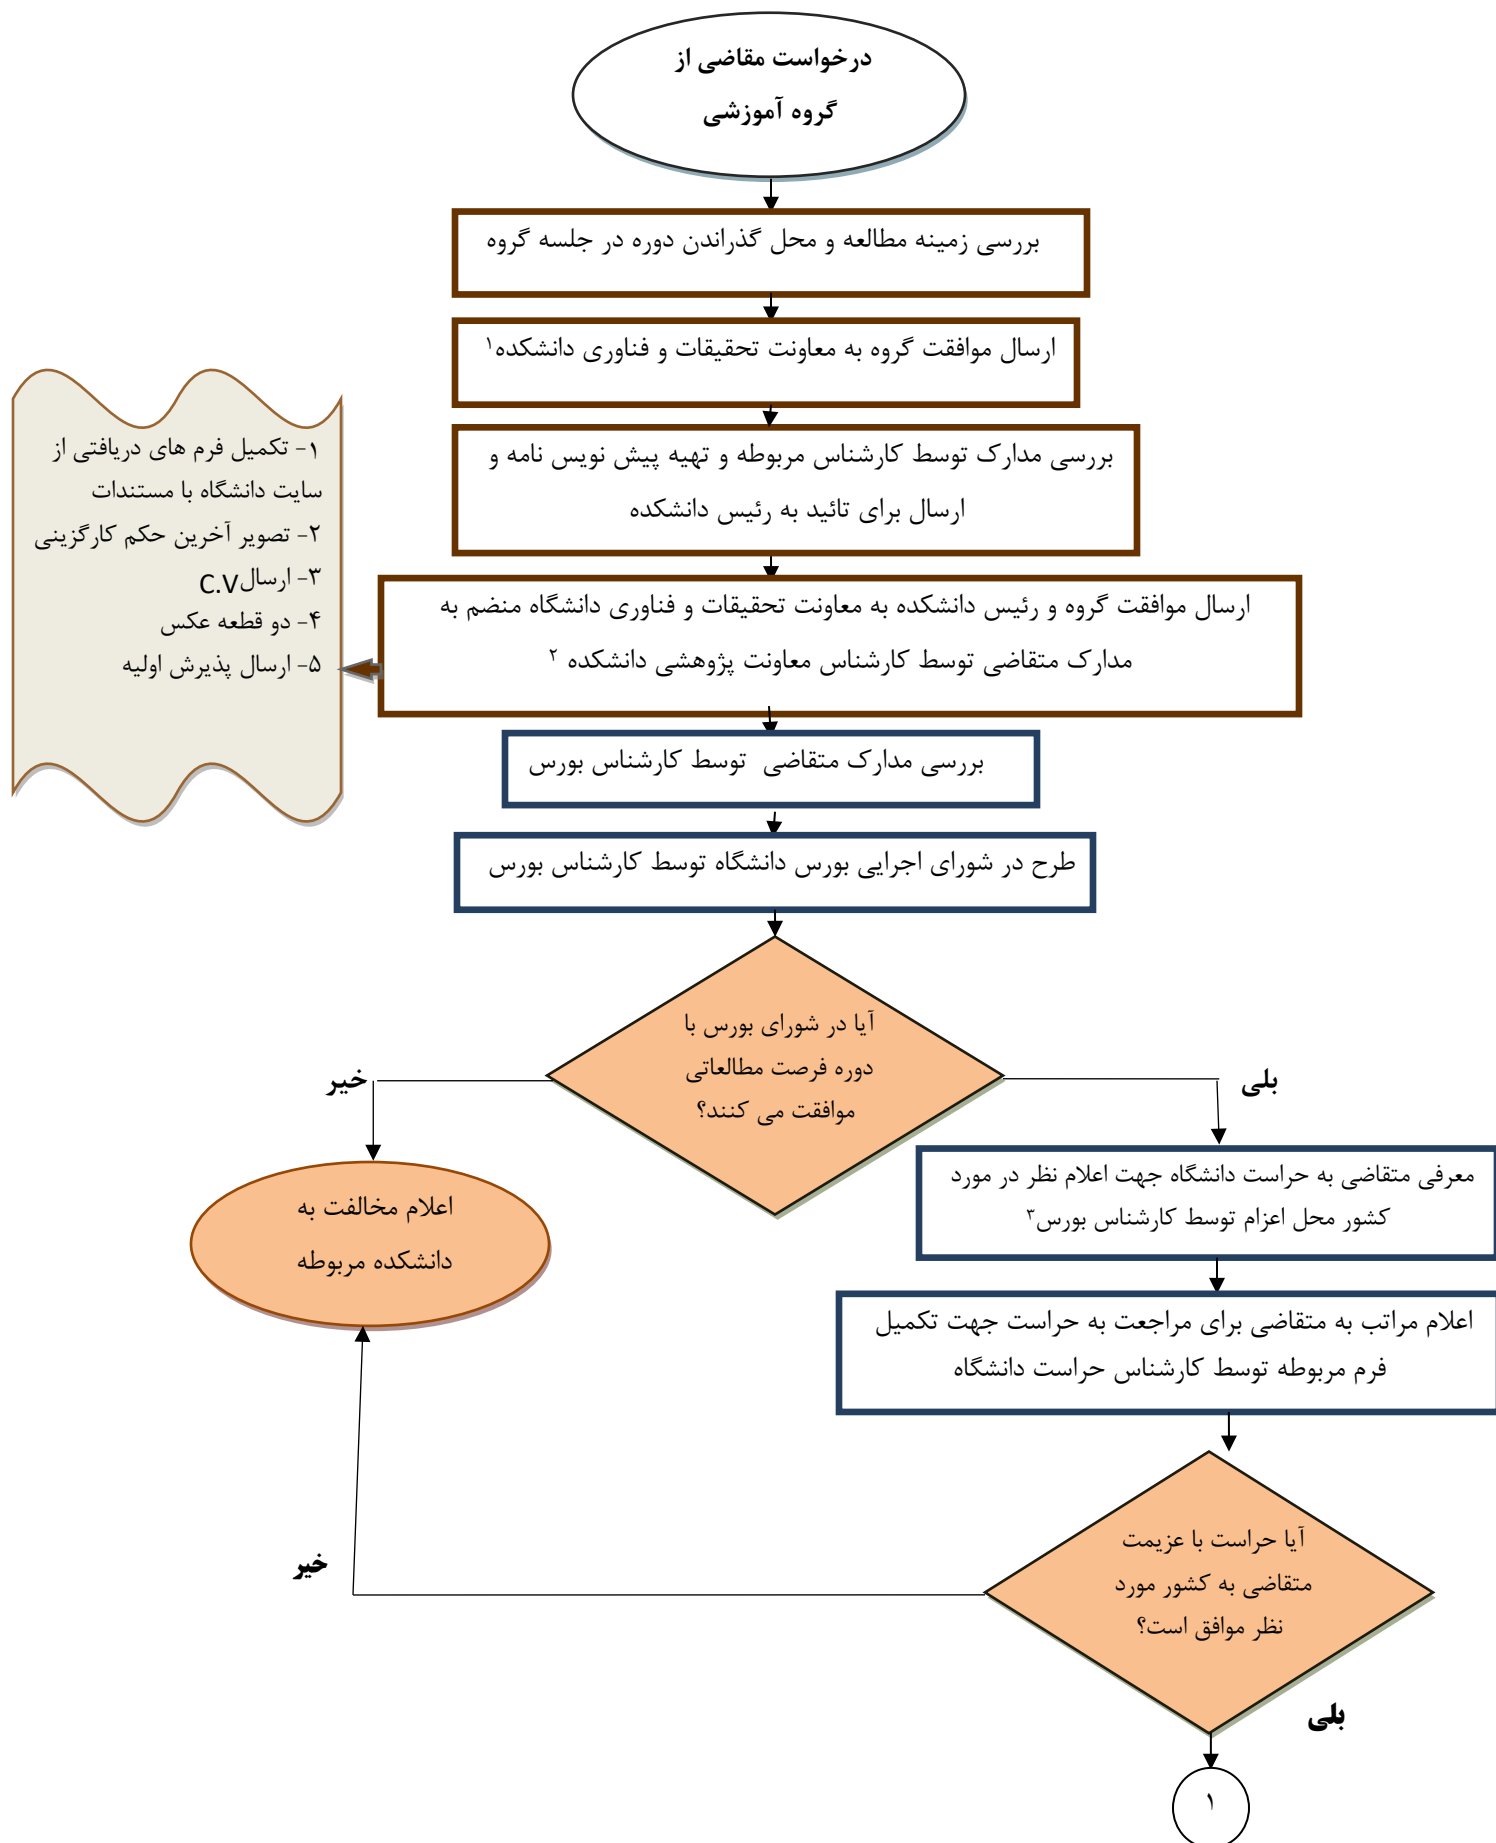 درخواست مقاضی از
گروه آموزشی
بررسی زمینه مطالعه و محل گذراندن دوره در جلسه گروه
ارسال موافقت گروه به معاونت تحقیقات و فناوری دانشکده۱
بررسی مدارک توسط کارشناس مربوطه و تهیه پیش نویس نامه و
ارسال برای تائید به رئیس دانشکده
ارسال موافقت گروه و رئیس دانشکده به معاونت تحقیقات و فناوری دانشگاه منضم به
مدارک متقاضی توسط کارشناس معاونت پژوهشی دانشکده ۲
۱- تکمیل فرم های دریافتی از
سایت دانشگاه با مستندات
۲- تصویر آخرین حکم کارگزینی
۳- ارسال C.V
۴- دو قطعه عکس
۵- ارسال پذیرش اولیه
بررسی مدارک متقاضی توسط کارشناس بورس
طرح در شورای اجرایی بورس دانشگاه توسط کارشناس بورس
آیا در شورای بورس با
دوره فرصت مطالعاتی
موافقت می کنند؟
بلی
خیر
معرفی متقاضی به حراست دانشگاه جهت اعلام نظر در مورد
کشور محل اعزام توسط کارشناس بورس۳
اعلام مخالفت به
دانشکده مربوطه
اعلام مراتب به متقاضی برای مراجعت به حراست جهت تکمیل
فرم مربوطه توسط کارشناس حراست دانشگاه
آیا حراست با عزیمت
متقاضی به کشور مورد
نظر موافق است؟
خیر
بلی
۱